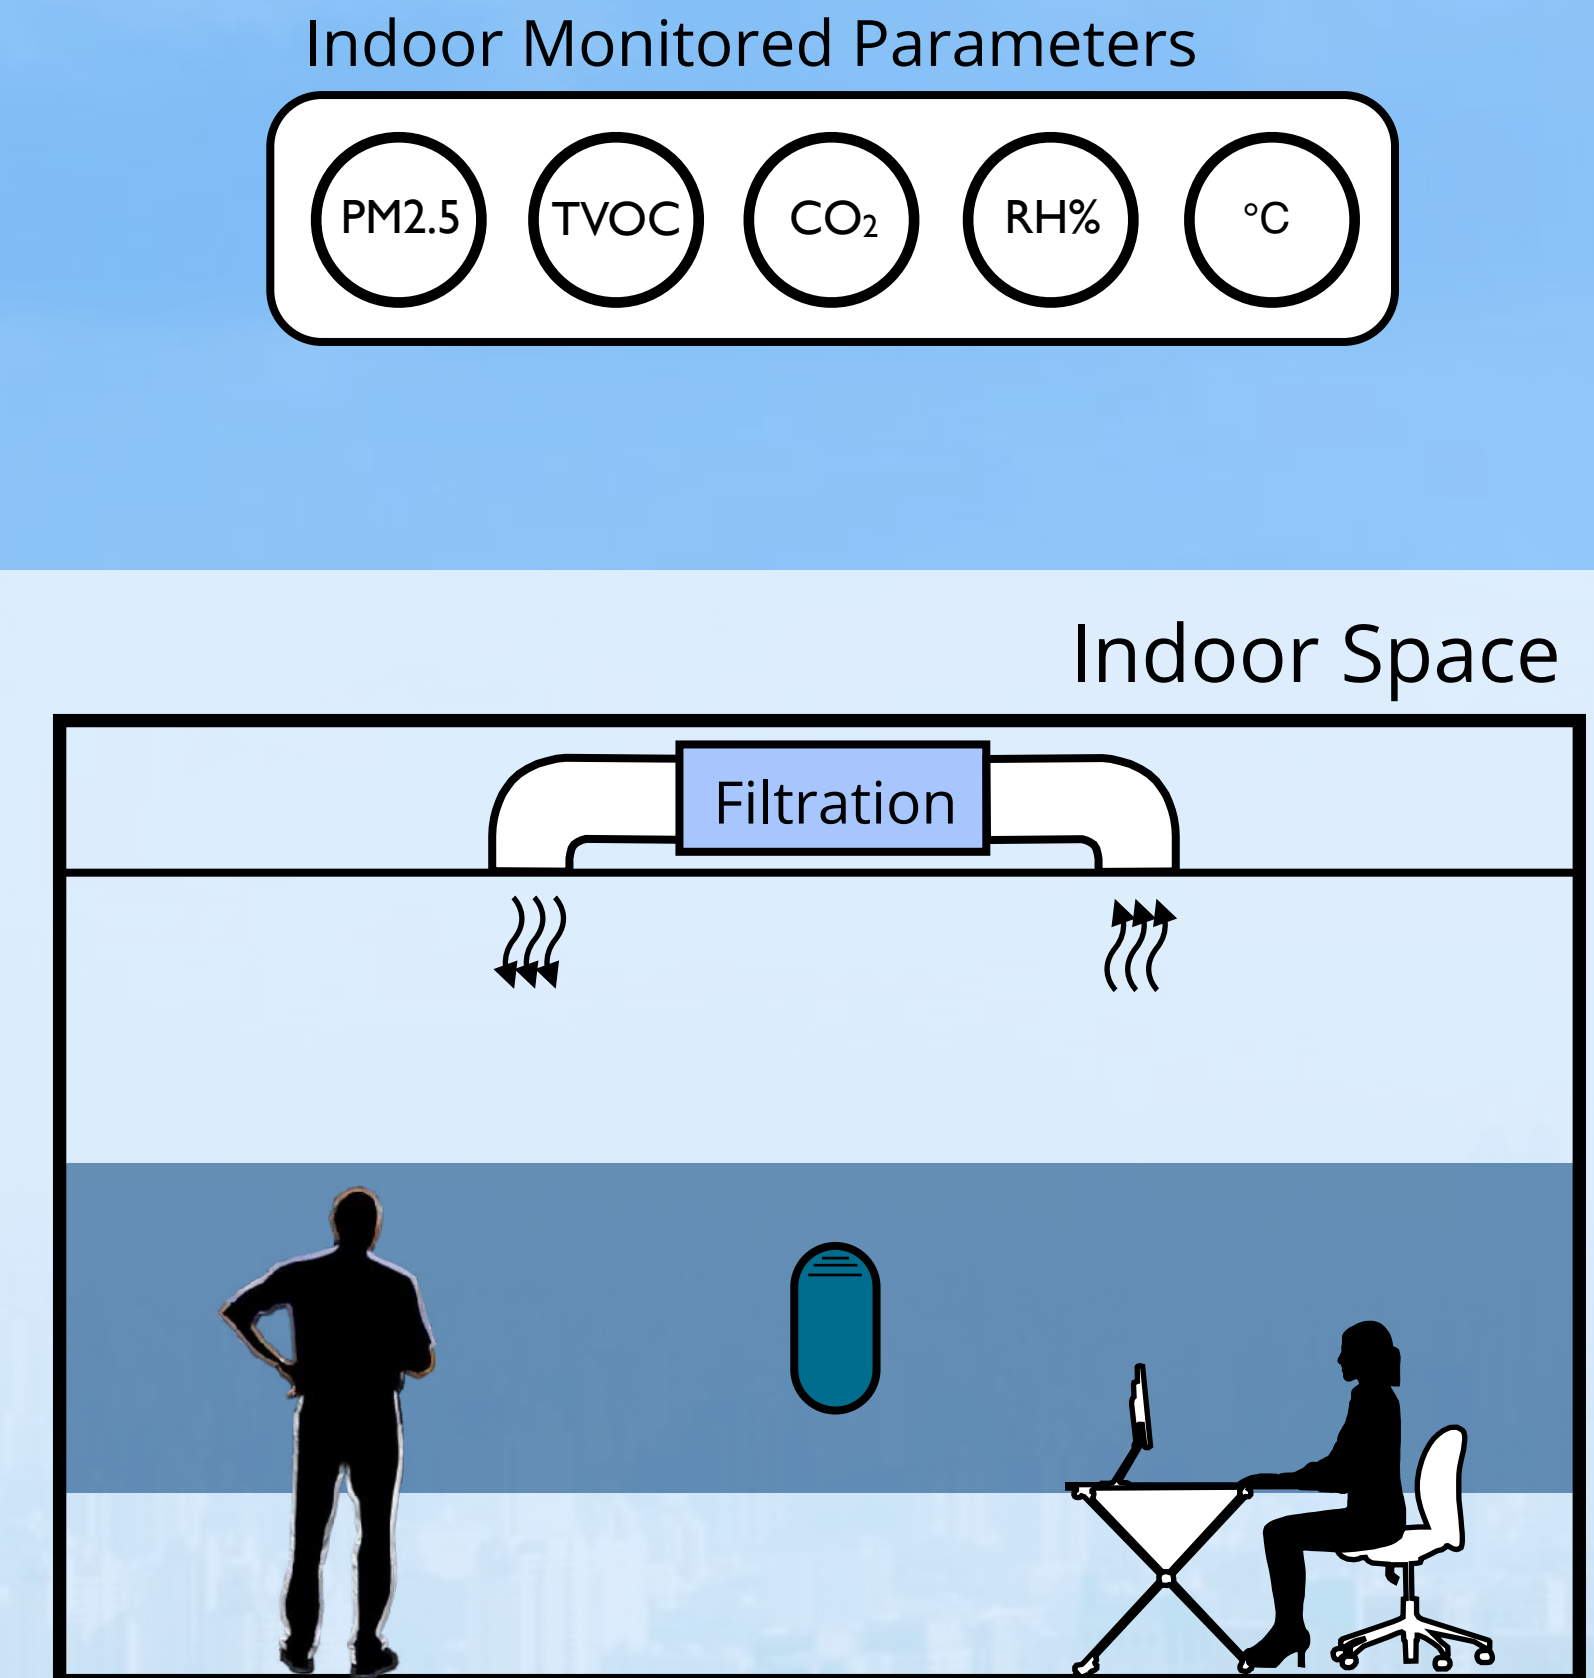 Indoor Monitored Parameters
PM2.5 TVOC CO₂ RH% °C
Indoor Space
Filtration